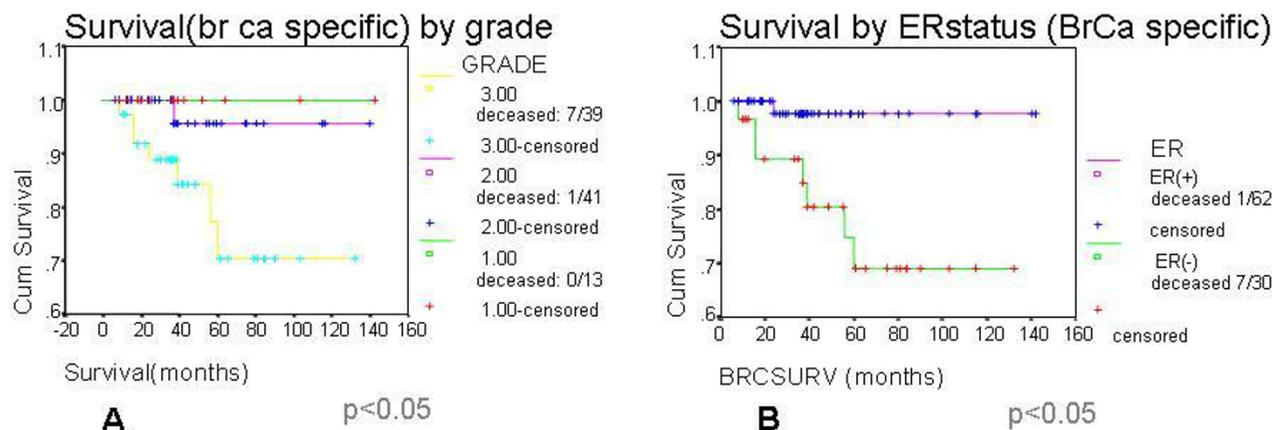 Survival(br ca specific) by grade
1.1
1.0
.9
.8
.7
.6
Cum Survival
-20 0 20 40 60 80 100 120 140 160
Survival(months)
GRADE
3.00
deceased: 7/39
3.00-censored
2.00
deceased: 1/41
2.00-censored
1.00
deceased: 0/13
1.00-censored
A
p<0.05
Survival by ERstatus (BrCa specific)
1.1
1.0
.9
.8
.7
.6
Cum Survival
0 20 40 60 80 100 120 140 160
BRCSURV (months)
ER
ER(+)
deceased 1/62
censored
ER(-)
deceased 7/30
censored
B
p<0.05